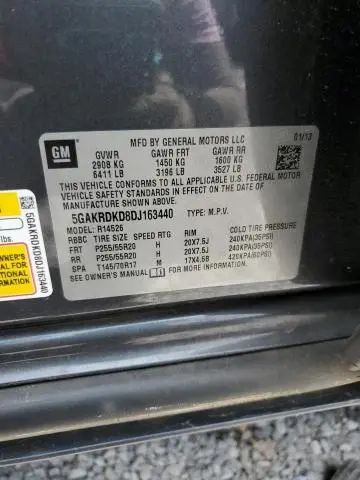 GM
MFD BY GENERAL MOTORS LLC 01/13
GVWR GAWR FRT GAWR RR
2908 KG 1450 KG 1600 KG
6411 LB 3196 LB 3527 LB
THIS VEHICLE CONFORMS TO ALL APPLICABLE U.S. FEDERAL MOTOR
VEHICLE SAFETY STANDARDS IN EFFECT ON THE DATE OF
MANUFACTURE SHOWN ABOVE.
5GAKRDKD8DJ163440 TYPE: M.P.V.
MODEL: R14526
RBBC TIRE SIZE SPEED RTG RIM COLD TIRE PRESSURE
FRT P255/55R20 H 20X7.5J 240KPA(35PSI)
RR P255/55R20 H 20X7.5J 240KPA(35PSI)
SPA T145/70R17 M 17X4.5B 420KPA(60PSI)
SEE OWNER'S MANUAL FOR MORE INFORMATION
5GAKRDKD8DJ163440
lbs.
OWNER'S
INFORMATION